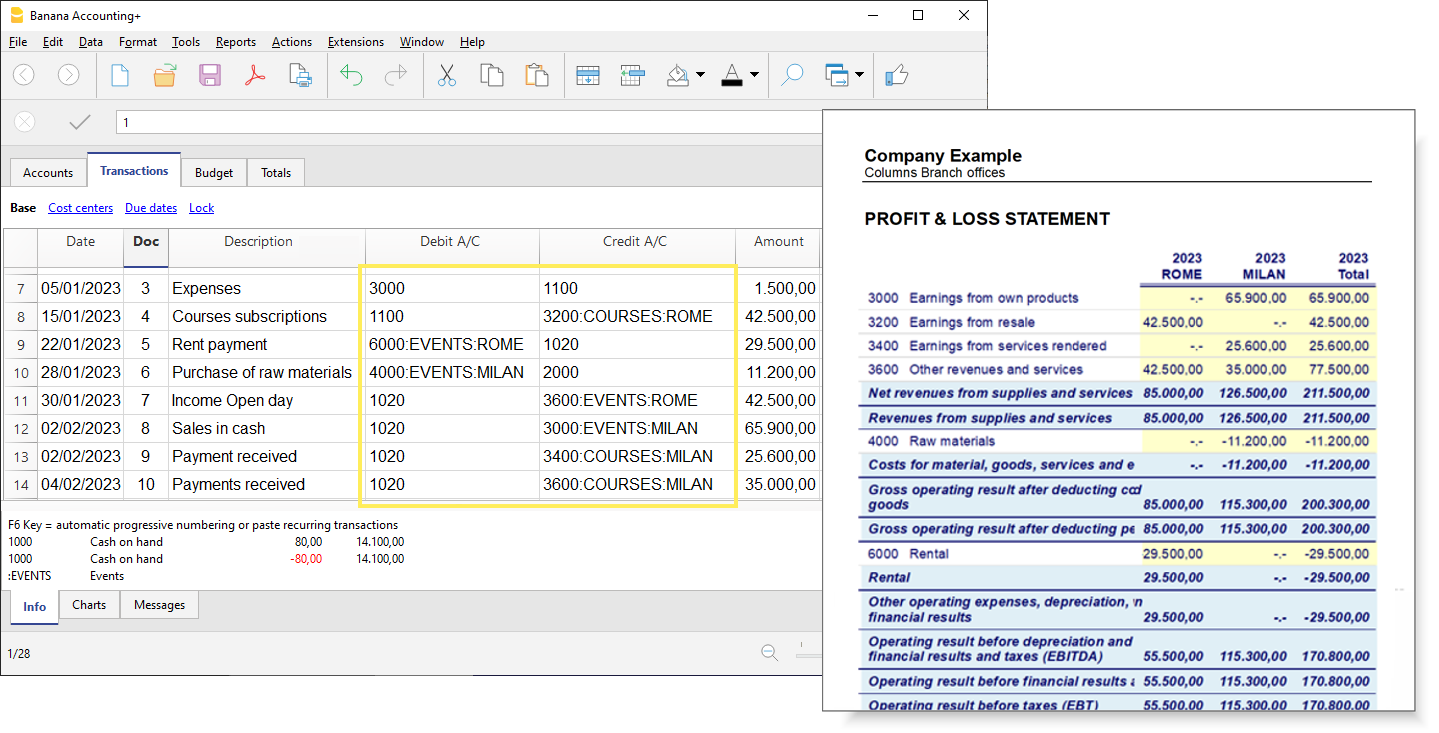 Banana Accounting+
File Edit Data Format Tools Reports Actions Extensions Window Help
1
Accounts Transactions Budget Totals
Base Cost centers Due dates Lock
Date Doc Description Debit A/C Credit A/C Amount
7 05/01/2023 3 Expenses 3000 1100 1.500,00
8 15/01/2023 4 Courses subscriptions 1100 3200:COURSES:ROME 42.500,00
9 22/01/2023 5 Rent payment 6000:EVENTS:ROME 1020 29.500,00
10 28/01/2023 6 Purchase of raw materials 4000:EVENTS:MILAN 2000 11.200,00
11 30/01/2023 7 Income Open day 1020 3600:EVENTS:ROME 42.500,00
12 02/02/2023 8 Sales in cash 1020 3000:EVENTS:MILAN 65.900,00
13 02/02/2023 9 Payment received 1020 3400:COURSES:MILAN 25.600,00
14 04/02/2023 10 Payments received 1020 3600:COURSES:MILAN 35.000,00
F6 Key = automatic progressive numbering or paste recurring transactions
1000 Cash on hand 80,00 14.100,00
1000 Cash on hand -80,00 14.100,00
:EVENTS Events
Info Charts Messages
1/28
Company Example
Columns Branch offices
PROFIT & LOSS STATEMENT
2023 2023 2023
ROME MILAN Total
3000 Earnings from own products -.- 65.900,00 65.900,00
3200 Earnings from resale 42.500,00 -.- 42.500,00
3400 Earnings from services rendered -.- 25.600,00 25.600,00
3600 Other revenues and services 42.500,00 35.000,00 77.500,00
Net revenues from supplies and services 85.000,00 126.500,00 211.500,00
Revenues from supplies and services 85.000,00 126.500,00 211.500,00
4000 Raw materials -.- -11.200,00 -11.200,00
Costs for material, goods, services and e -.- -11.200,00 -11.200,00
Gross operating result after deducting
goods 85.000,00 115.300,00 200.300,00
Gross operating result after deducting pe 85.000,00 115.300,00 200.300,00
6000 Rental 29.500,00 -.- -29.500,00
Rental 29.500,00 -.- -29.500,00
Other operating expenses, depreciation,
financial results 29.500,00 -.- -29.500,00
Operating result before depreciation and
financial results and taxes (EBITDA) 55.500,00 115.300,00 170.800,00
Operating result before financial results 55.500,00 115.300,00 170.800,00
Operating result before taxes (EBT) 55.500,00 115.300,00 170.800,00